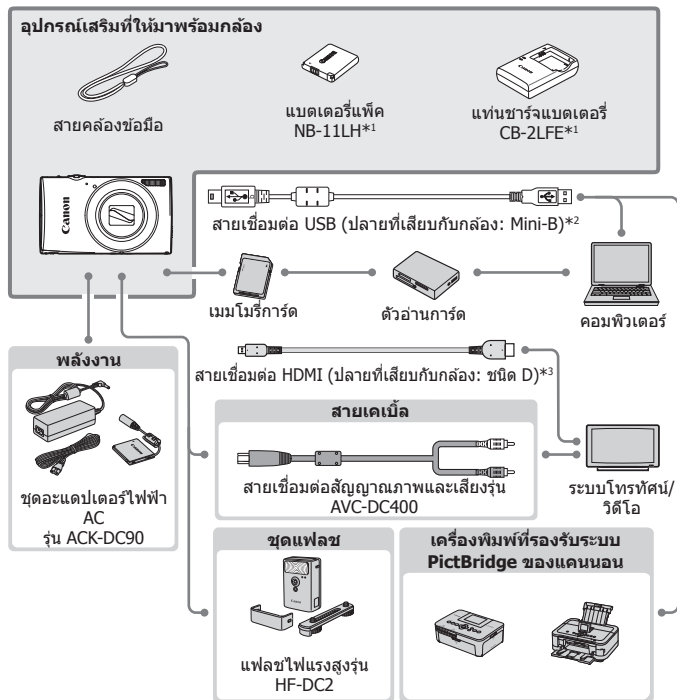 อุปกรณ์เสริมที่ให้มาพร้อมกล้อง
สายคล้องข้อมือ
แบตเตอรี่แพ็ค
NB-11LH*1
แท่นชาร์จแบตเตอรี่
CB-2LFE*1
Canon
สายเชื่อมต่อ USB (ปลายที่เสียบกับกล้อง: Mini-B)*2
เมมโมรี่การ์ด
ตัวอ่านการ์ด
คอมพิวเตอร์
สายเชื่อมต่อ HDMI (ปลายที่เสียบกับกล้อง: ชนิด D)*3
พลังงาน
ชุดอะแดปเตอร์ไฟฟ้า
AC
รุ่น ACK-DC90
สายเคเบิ้ล
สายเชื่อมต่อสัญญาณภาพและเสียงรุ่น
AVC-DC400
ระบบโทรทัศน์/
วิดีโอ
ชุดแฟลช
แฟลชไฟแรงสูงรุ่น
HF-DC2
เครื่องพิมพ์ที่รองรับระบบ
PictBridge ของแคนนอน